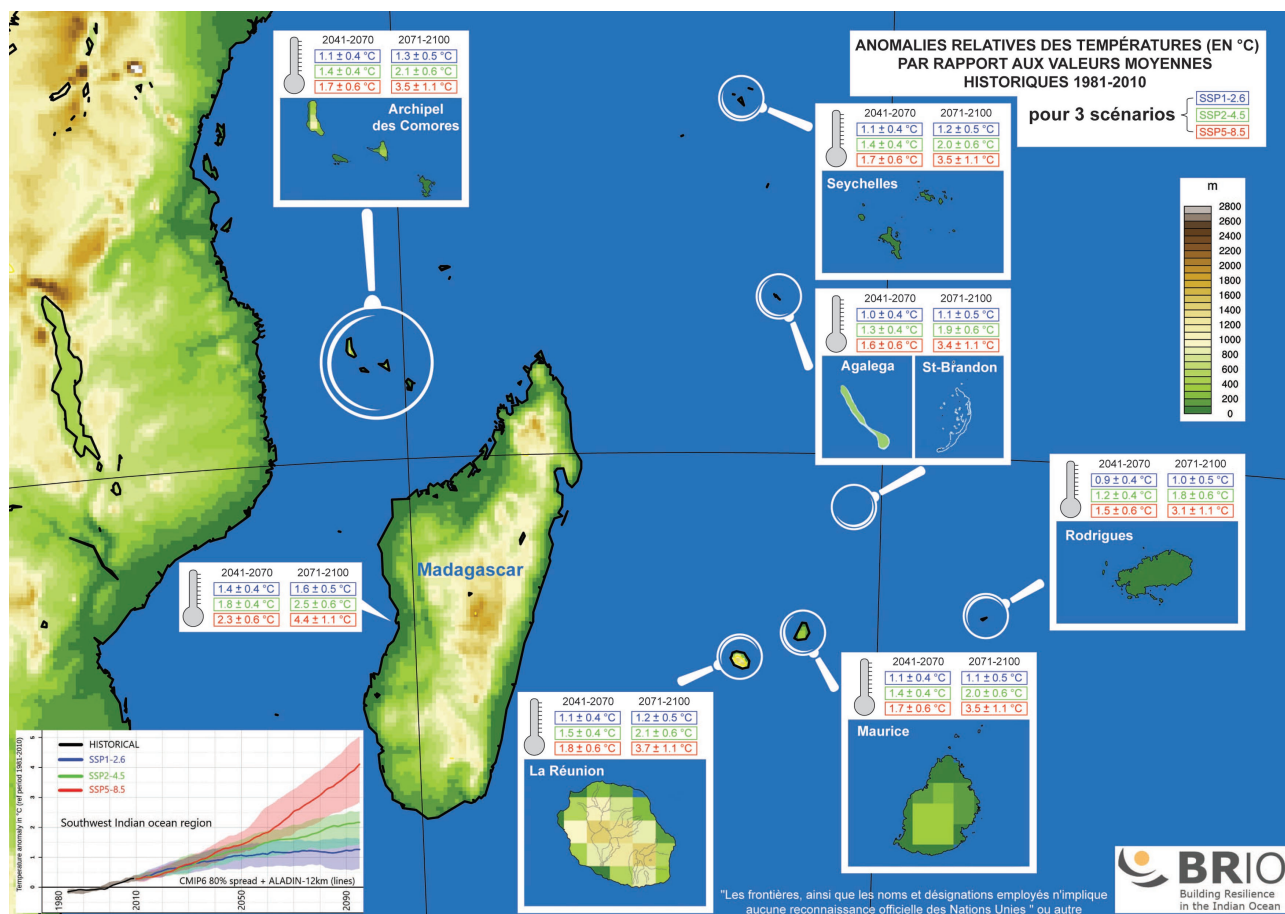 ANOMALIES RELATIVES DES TEMPÉRATURES (EN °C)
PAR RAPPORT AUX VALEURS MOYENNES
HISTORIQUES 1981-2010
pour 3 scénarios
SSP1-2.6
SSP2-4.5
SSP5-8.5
2041-2070 2071-2100
1.1 ± 0.4 °C 1.3 ± 0.5 °C
1.4 ± 0.4 °C 2.1 ± 0.6 °C
1.7 ± 0.6 °C 3.5 ± 1.1 °C
Archipel
des Comores
2041-2070 2071-2100
1.1 ± 0.4 °C 1.2 ± 0.5 °C
1.4 ± 0.4 °C 2.0 ± 0.6 °C
1.7 ± 0.6 °C 3.5 ± 1.1 °C
Seychelles
m
2800
2600
2400
2200
2000
1800
1600
1400
1200
1000
800
600
400
200
0
2041-2070 2071-2100
1.0 ± 0.4 °C 1.1 ± 0.5 °C
1.3 ± 0.4 °C 1.9 ± 0.6 °C
1.6 ± 0.6 °C 3.4 ± 1.1 °C
Agalega St-Brandon
2041-2070 2071-2100
0.9 ± 0.4 °C 1.0 ± 0.5 °C
1.2 ± 0.4 °C 1.8 ± 0.6 °C
1.5 ± 0.6 °C 3.1 ± 1.1 °C
Rodrigues
Madagascar
2041-2070 2071-2100
1.4 ± 0.4 °C 1.6 ± 0.5 °C
1.8 ± 0.4 °C 2.5 ± 0.6 °C
2.3 ± 0.6 °C 4.4 ± 1.1 °C
2041-2070 2071-2100
1.1 ± 0.4 °C 1.2 ± 0.5 °C
1.5 ± 0.4 °C 2.1 ± 0.6 °C
1.8 ± 0.6 °C 3.7 ± 1.1 °C
La Réunion
2041-2070 2071-2100
1.1 ± 0.4 °C 1.1 ± 0.5 °C
1.4 ± 0.4 °C 2.0 ± 0.6 °C
1.7 ± 0.6 °C 3.5 ± 1.1 °C
Maurice
Temperature anomaly in °C (ref period 1981-2010)
5
4
3
2
1
0
HISTORICAL
SSP1-2.6
SSP2-4.5
SSP5-8.5
Southwest Indian ocean region
CMIP6 80% spread + ALADIN-12km (lines)
1980 2010 2050 2090
"Les frontières, ainsi que les noms et désignations employés n'implique
aucune reconnaissance officielle des Nations Unies " ou autre
BRIO
Building Resilience
in the Indian Ocean